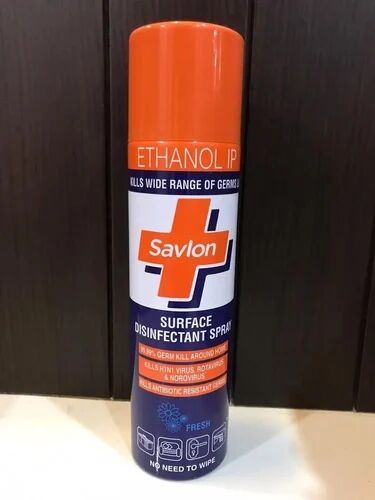 ETHANOL IP
KILLS WIDE RANGE OF GERMS
Savlon
SURFACE
DISINFECTANT SPRAY
99.99% GERM KILL AROUND HOME
KILLS H1N1 VIRUS, ROTAVIRUS
& NOROVIRUS
KILLS ANTIBIOTIC RESISTANT GERMS
FRESH
NO NEED TO WIPE